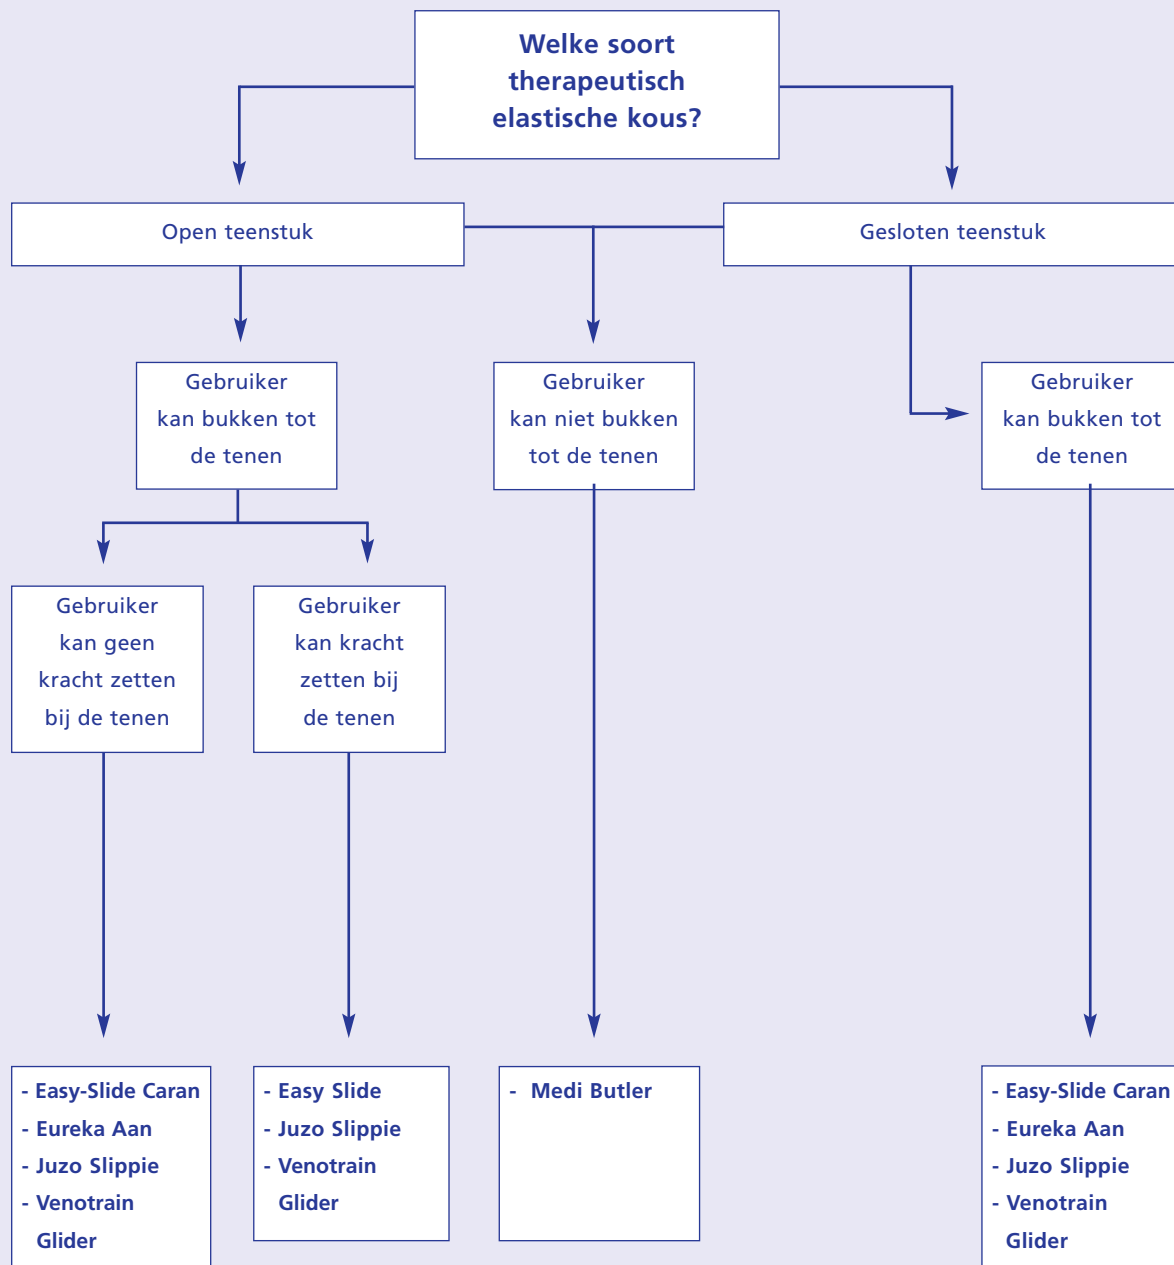 Welke soort
therapeutisch
elastische kous?
Open teenstuk
Gesloten teenstuk
Gebruiker
kan bukken tot
de tenen
Gebruiker
kan niet bukken
tot de tenen
Gebruiker
kan bukken tot
de tenen
Gebruiker
kan geen
kracht zetten
bij de tenen
Gebruiker
kan kracht
zetten bij
de tenen
- Easy-Slide Caran
- Eureka Aan
- Juzo Slippie
- Venotrain
Glider
- Easy Slide
- Juzo Slippie
- Venotrain
Glider
- Medi Butler
- Easy-Slide Caran
- Eureka Aan
- Juzo Slippie
- Venotrain
Glider